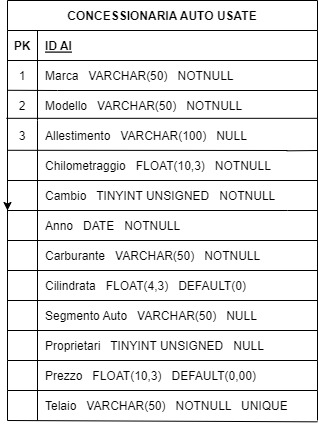 CONCESSIONARIA AUTO USATE
PK ID AI
1 Marca VARCHAR(50) NOTNULL
2 Modello VARCHAR(50) NOTNULL
3 Allestimento VARCHAR(100) NULL
Chilometraggio FLOAT(10,3) NOTNULL
Cambio TINYINT UNSIGNED NOTNULL
Anno DATE NOTNULL
Carburante VARCHAR(50) NOTNULL
Cilindrata FLOAT(4,3) DEFAULT(0)
Segmento Auto VARCHAR(50) NULL
Proprietari TINYINT UNSIGNED NULL
Prezzo FLOAT(10,3) DEFAULT(0,00)
Telaio VARCHAR(50) NOTNULL UNIQUE